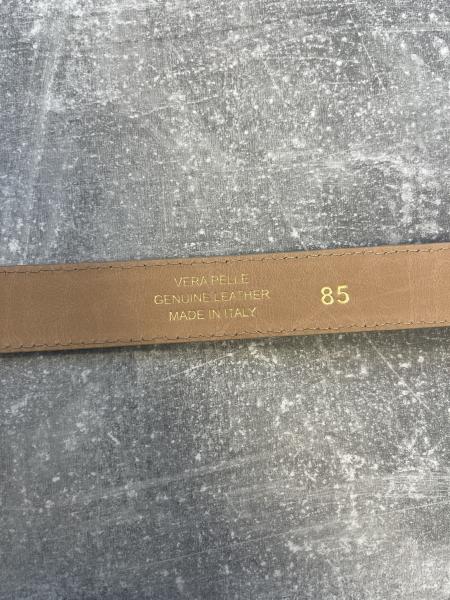 VERA PELLE
GENUINE LEATHER
MADE IN ITALY
85